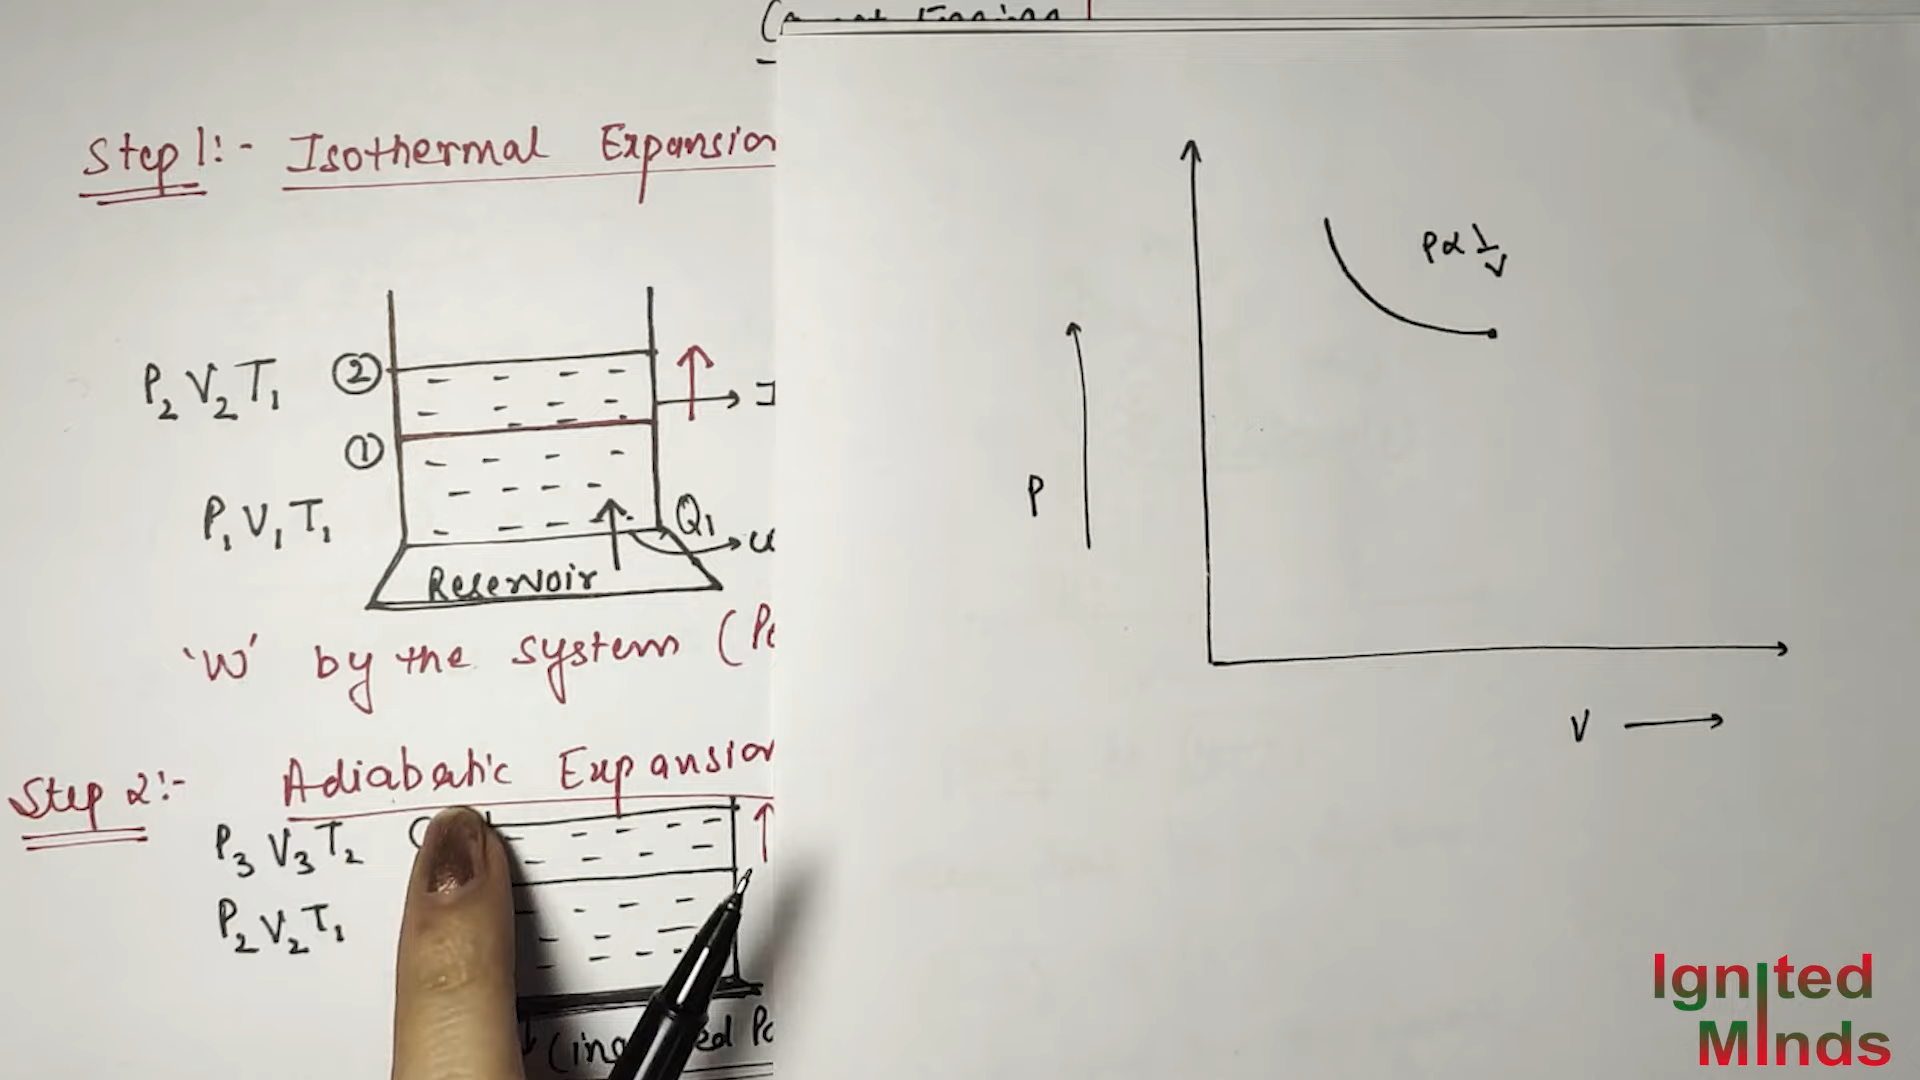 Step 1:- Isothermal Expansion
P2 V2 T1 ②
①
P1 V1 T1
Q1
Reservoir
'W' by the system (
Step 2:- Adiabatic Expansion
P3 V3 T2
P2 V2 T1
P ∝ 1/V
P
V
Ignited
Minds